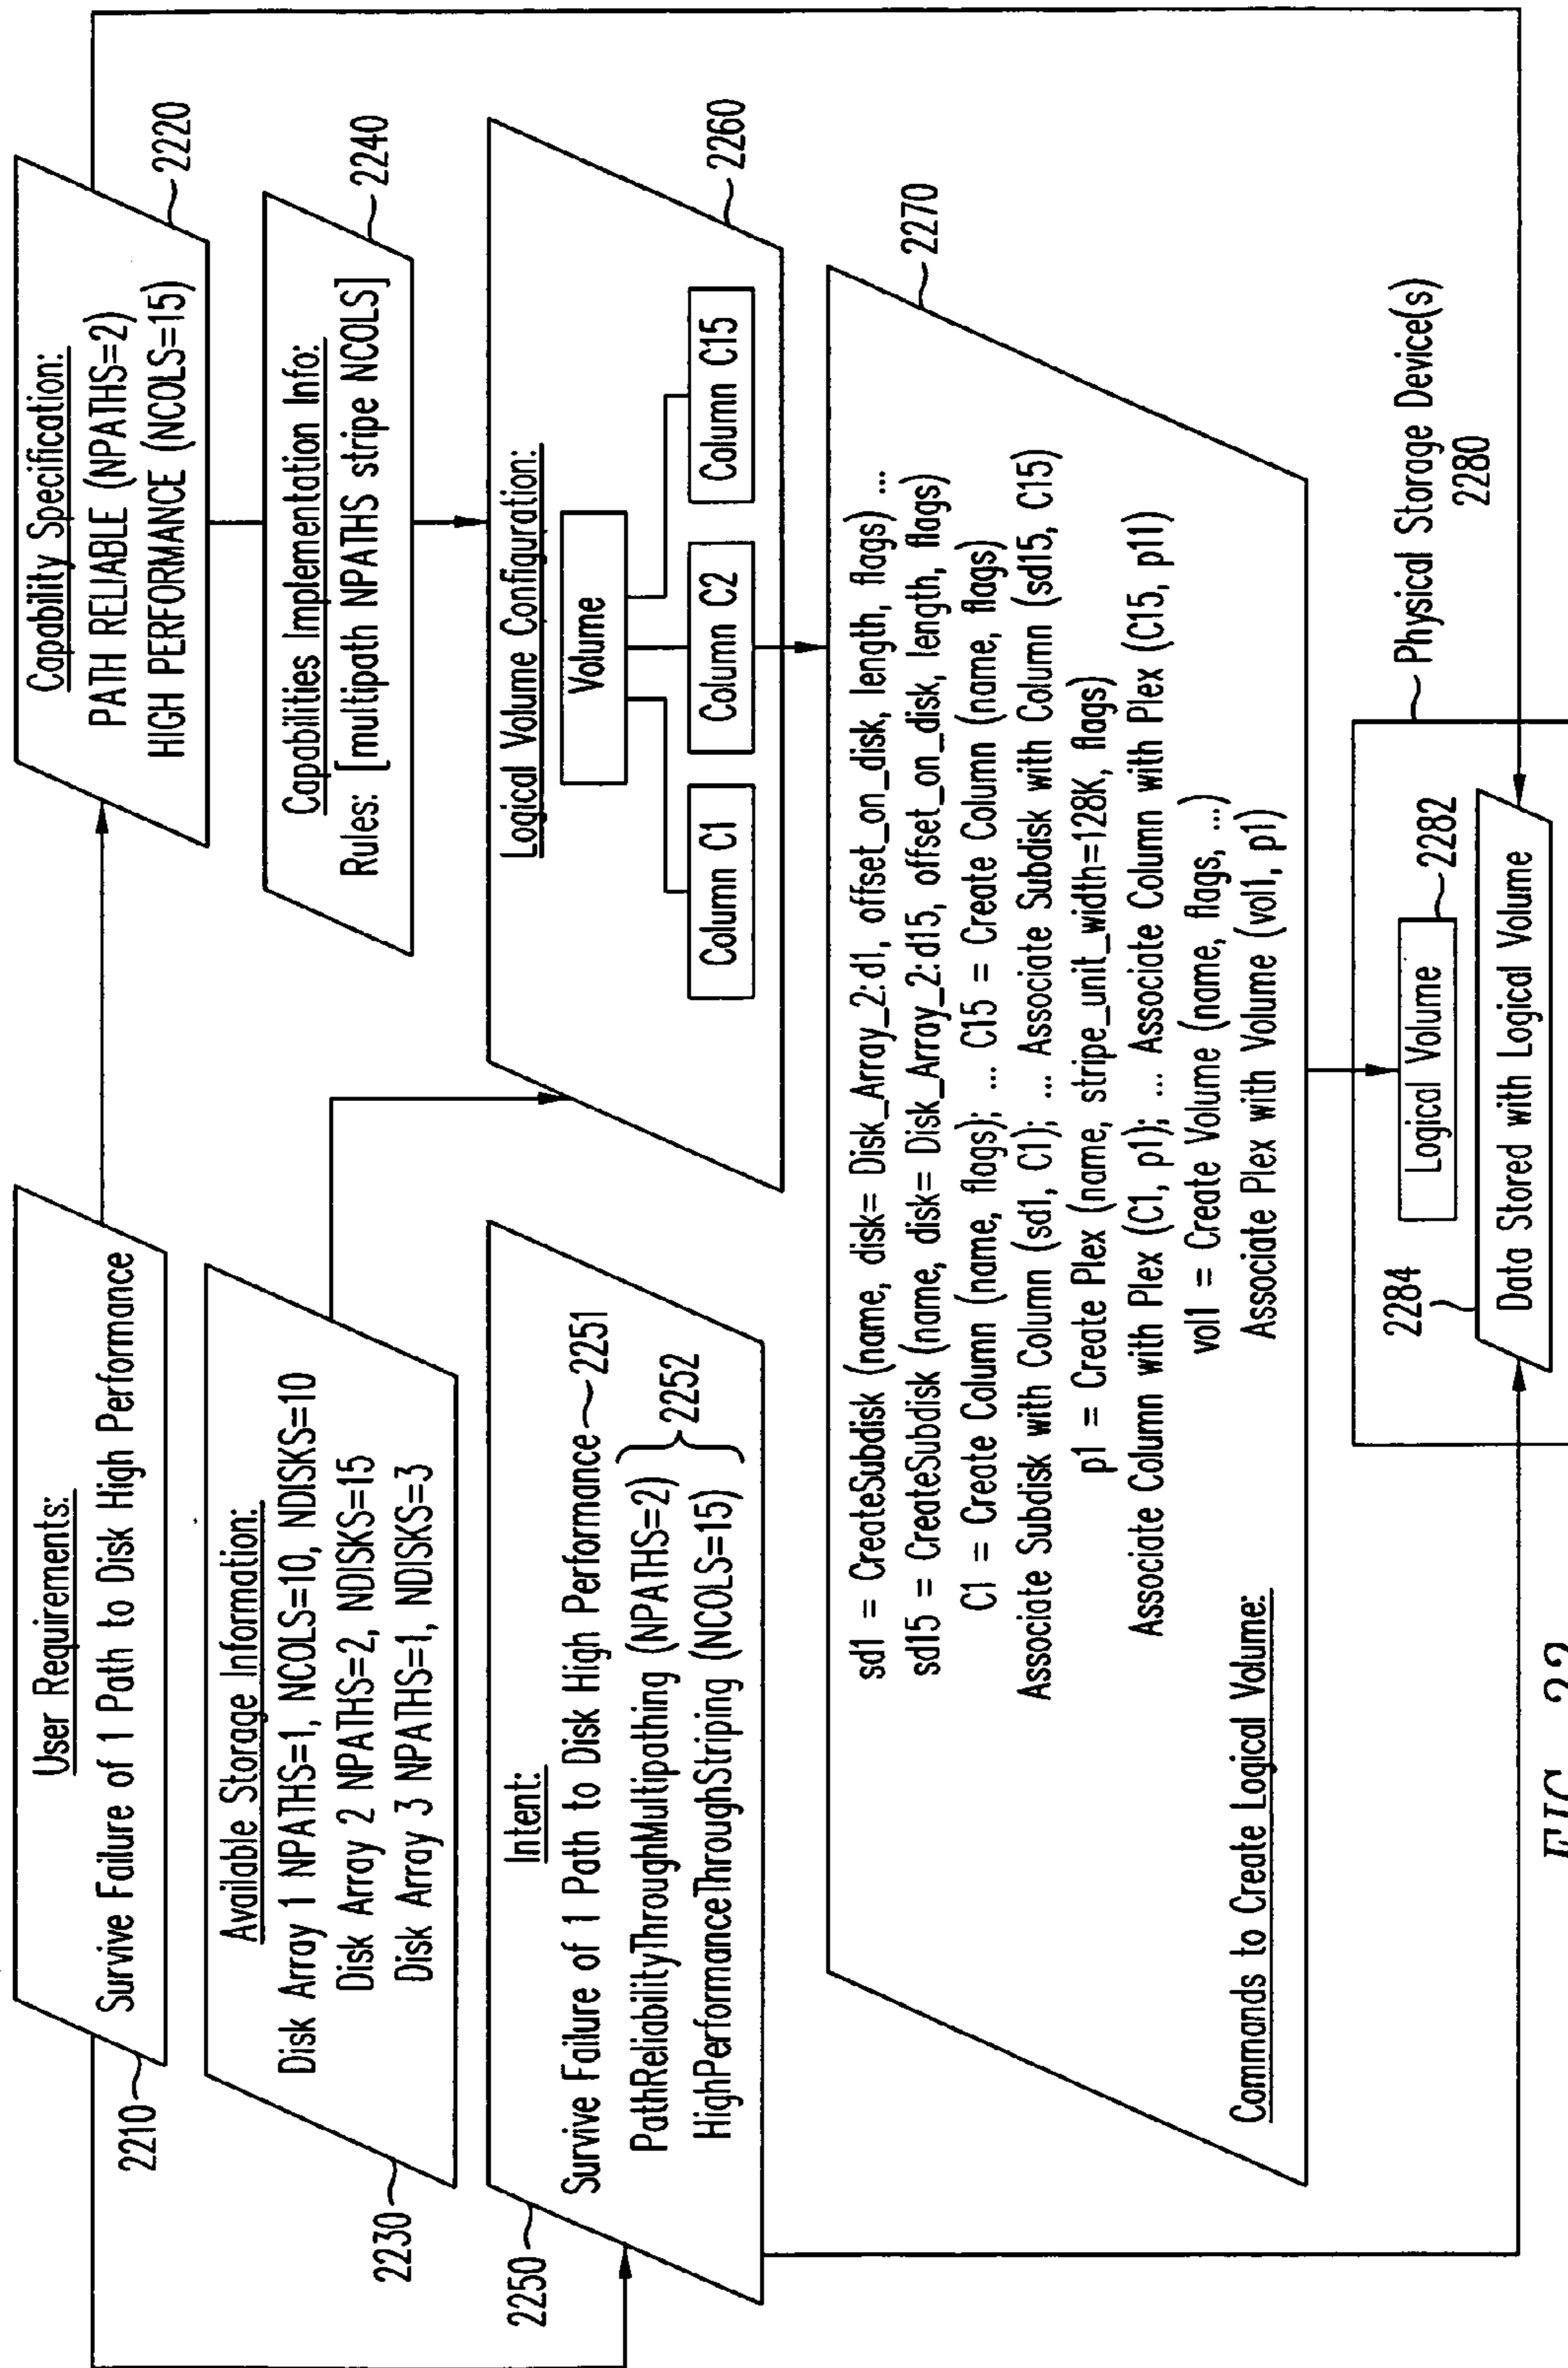 User Requirements:
Survive Failure of 1 Path to Disk High Performance
2210
Capability Specification:
PATH RELIABLE (NPATHS=2)
HIGH PERFORMANCE (NCOLS=15)
2220
Available Storage Information:
Disk Array 1 NPATHS=1, NCOLS=10, NDISKS=10
Disk Array 2 NPATHS=2, NDISKS=15
Disk Array 3 NPATHS=1, NDISKS=3
2230
Capabilities Implementation Info:
Rules: [multipath NPATHS stripe NCOLS]
2240
Intent:
Survive Failure of 1 Path to Disk High Performance 2251
PathReliabilityThroughMultipathing (NPATHS=2)
HighPerformanceThroughStriping (NCOLS=15)
2252
2250
Logical Volume Configuration:
Volume
Column C1
Column C2
Column C15
2260
sd1 = CreateSubdisk (name, disk= Disk_Array_2:d1, offset_on_disk, length, flags) ...
sd15 = CreateSubdisk (name, disk= Disk_Array_2:d15, offset_on_disk, length, flags)
C1 = Create Column (name, flags); ... C15 = Create Column (name, flags)
Associate Subdisk with Column (sd1, C1); ... Associate Subdisk with Column (sd15, C15)
p1 = Create Plex (name, stripe_unit_width=128K, flags)
Associate Column with Plex (C1, p1); ... Associate Column with Plex (C15, p11)
vol1 = Create Volume (name, flags, ...)
Associate Plex with Volume (vol1, p1)
Commands to Create Logical Volume:
2270
Physical Storage Device(s)
2280
Logical Volume
2282
2284
Data Stored with Logical Volume